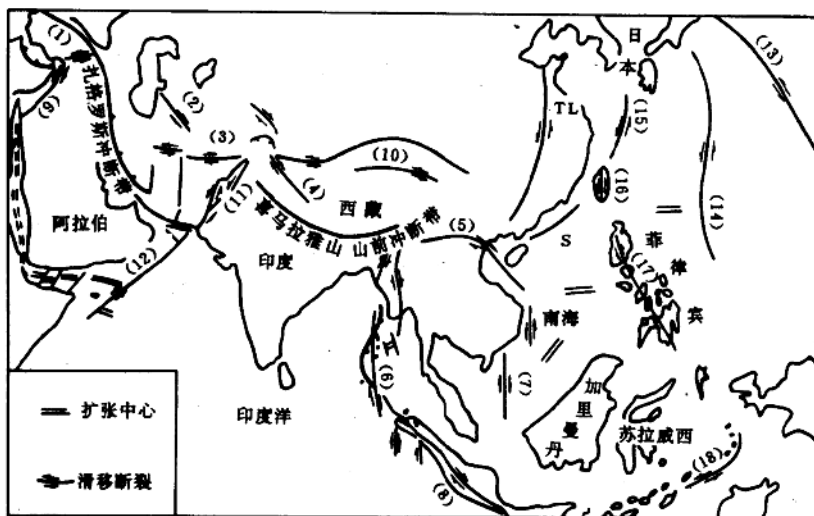 (1)
(9)
扎格罗斯冲断带
(2)
(3)
(4)
(10)
(11)
(12)
阿拉伯
喜马拉雅山 山前冲断带
西藏
印度
(5)
(6)
(7)
(8)
印度洋
南海
S
TL
日本
(13)
(14)
(15)
(16)
(17)
菲律宾
加里曼丹
苏拉威西
(18)
扩张中心
滑移断裂